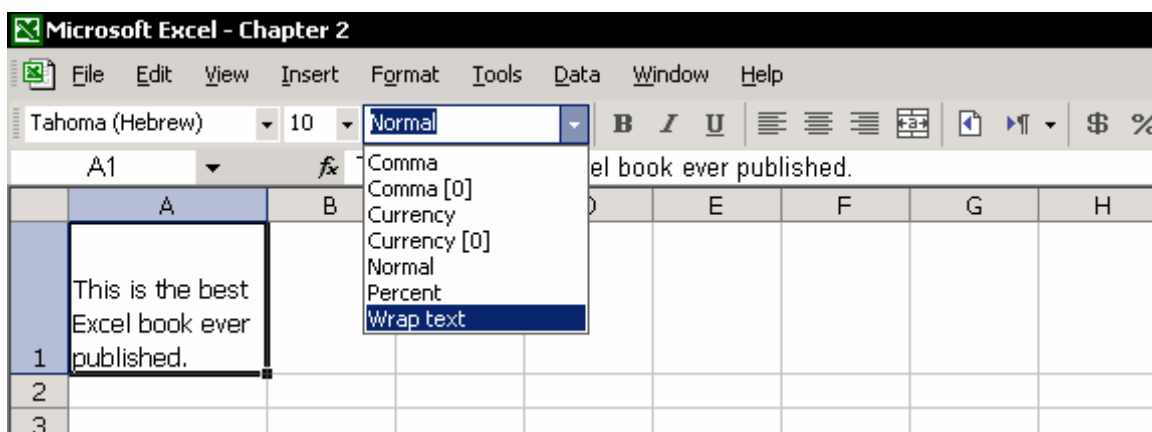 Microsoft Excel - Chapter 2
File Edit View Insert Format Tools Data Window Help
Tahoma (Hebrew) 10 Normal B I U $ %
A1 fx el book ever published.
Comma
Comma [0]
Currency
Currency [0]
Normal
Percent
Wrap text
A B E F G H
This is the best
Excel book ever
published.
1
2
3